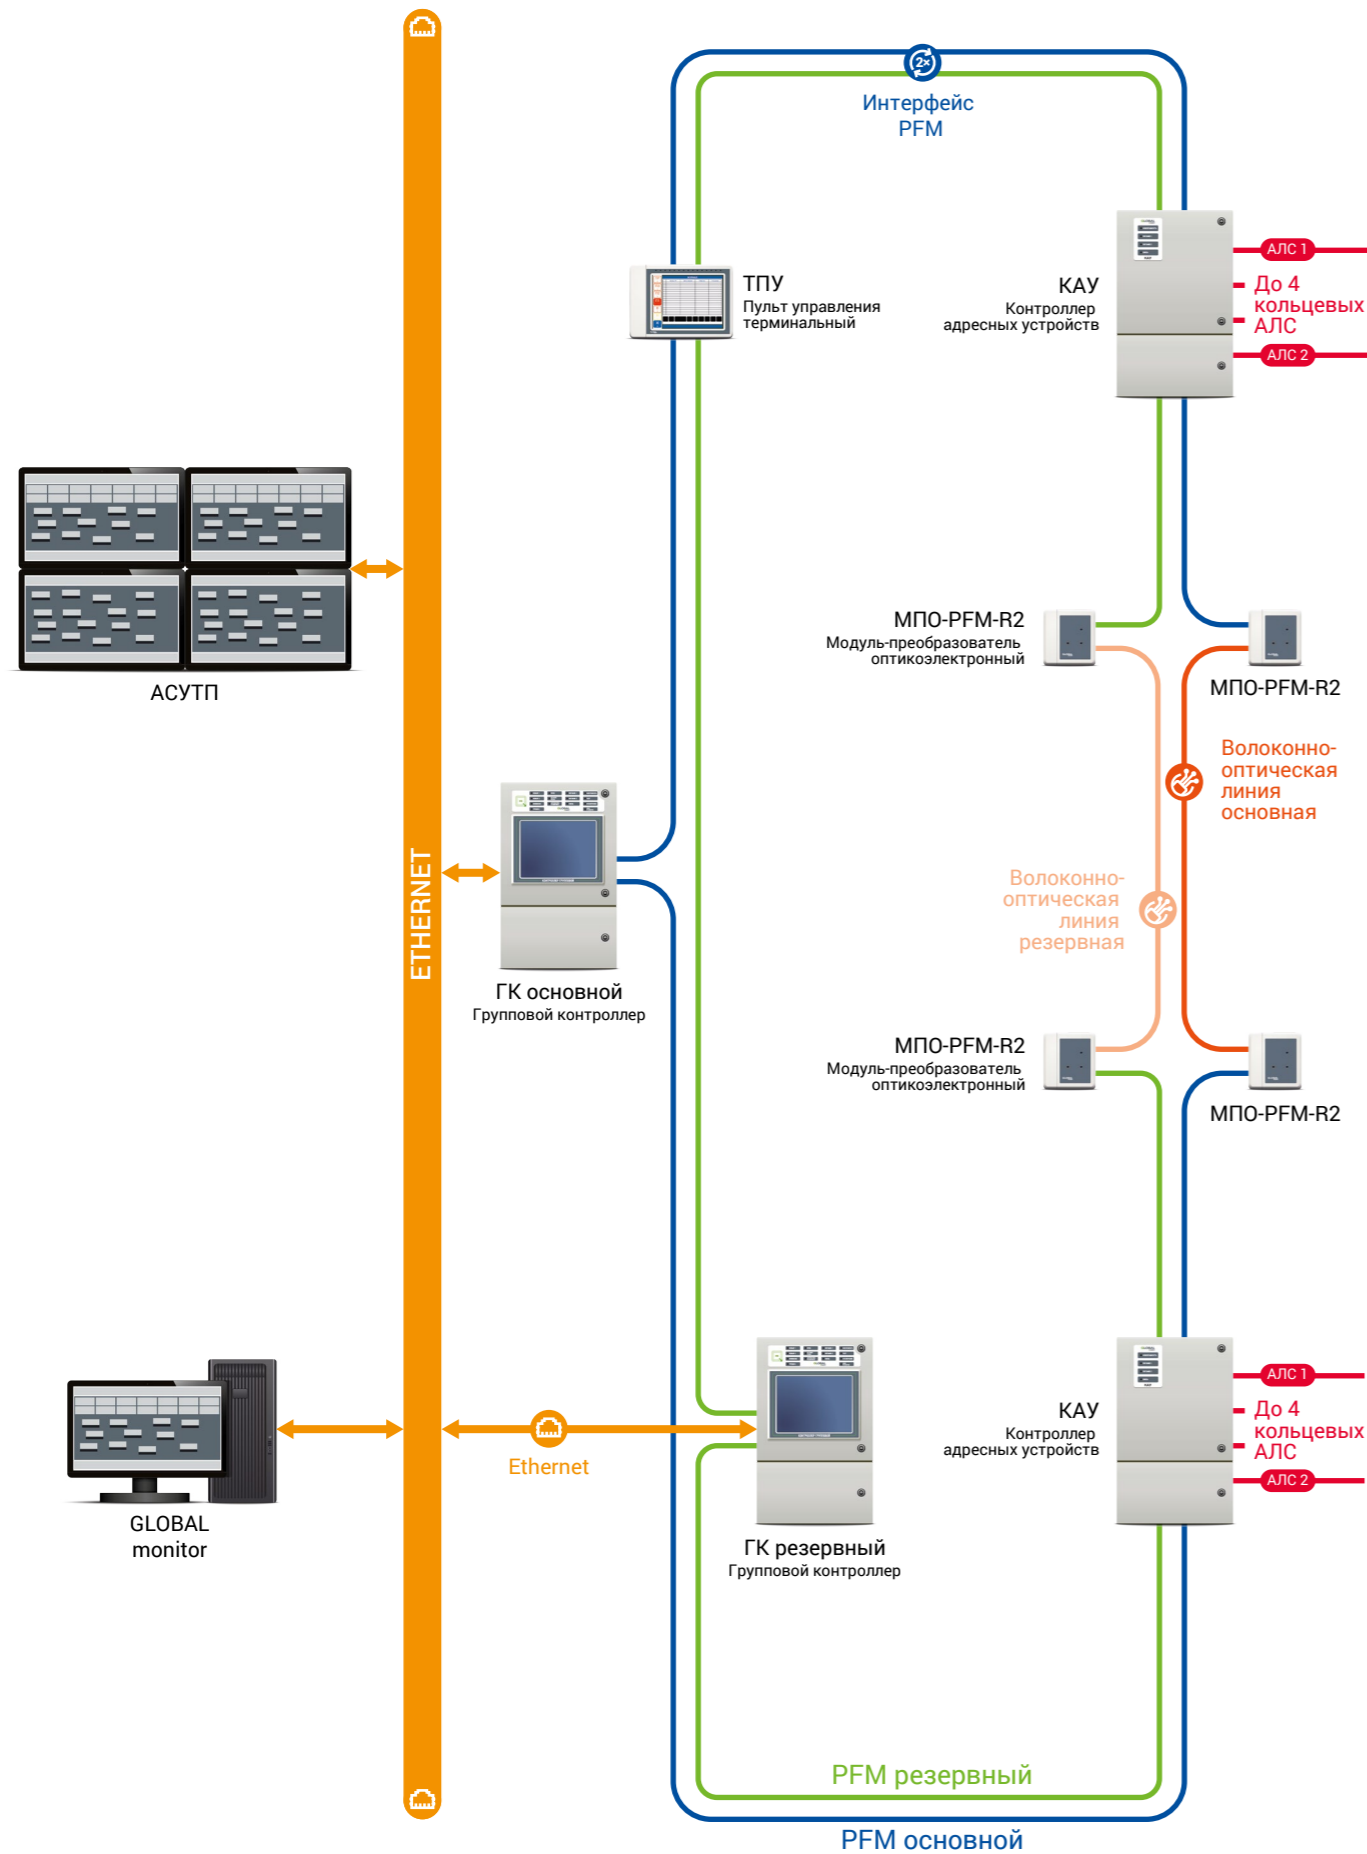 2×
Интерфейс
PFM
ТПУ
Пульт управления
терминальный
КАУ
Контроллер
адресных устройств
АЛС 1
До 4
кольцевых
АЛС
АЛС 2
АСУТП
МПО-PFM-R2
Модуль-преобразователь
оптикоэлектронный
МПО-PFM-R2
Волоконно-
оптическая
линия
основная
ETHERNET
Волоконно-
оптическая
линия
резервная
ГК основной
Групповой контроллер
МПО-PFM-R2
Модуль-преобразователь
оптикоэлектронный
МПО-PFM-R2
GLOBAL
monitor
Ethernet
ГК резервный
Групповой контроллер
КАУ
Контроллер
адресных устройств
АЛС 1
До 4
кольцевых
АЛС
АЛС 2
PFM резервный
PFM основной